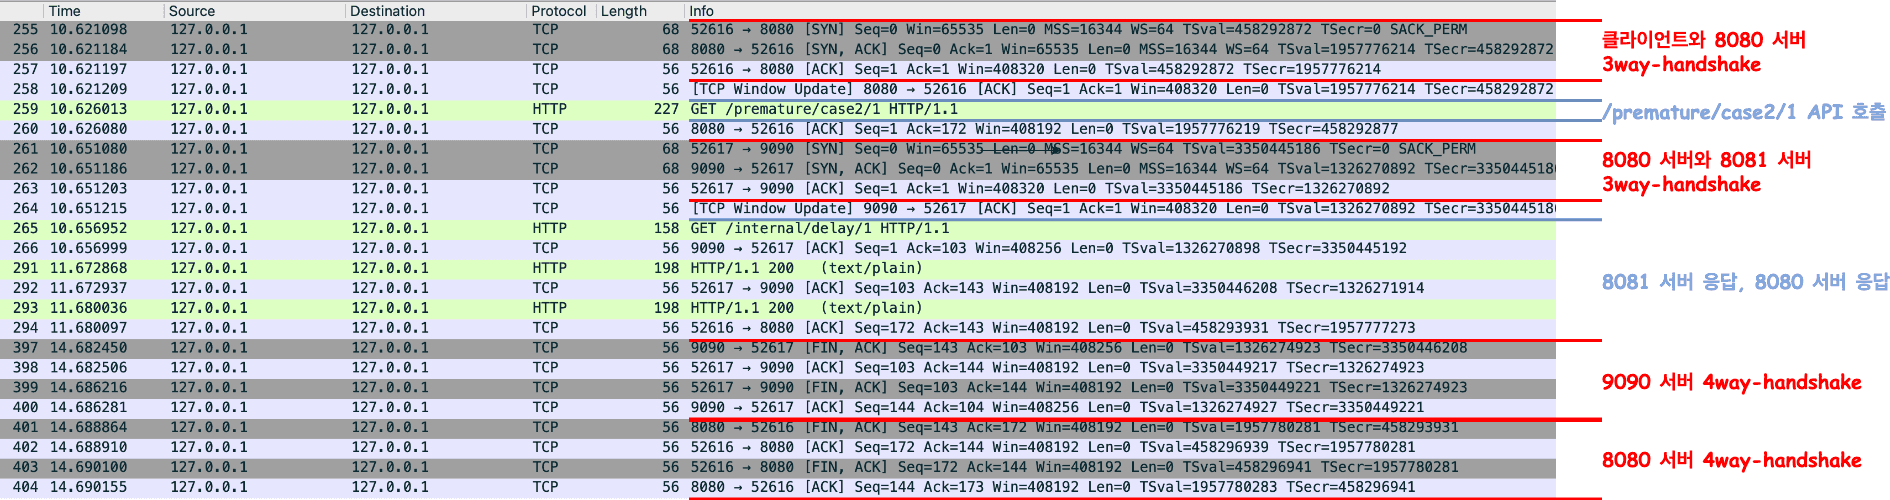 Time Source Destination Protocol Length Info
255 10.621098 127.0.0.1 127.0.0.1 TCP 68 52616 → 8080 [SYN] Seq=0 Win=65535 Len=0 MSS=16344 WS=64 TSval=458292872 TSecr=0 SACK_PERM
256 10.621184 127.0.0.1 127.0.0.1 TCP 68 8080 → 52616 [SYN, ACK] Seq=0 Ack=1 Win=65535 Len=0 MSS=16344 WS=64 TSval=1957776214 TSecr=458292872
클라이언트와 8080 서버
257 10.621197 127.0.0.1 127.0.0.1 TCP 56 52616 → 8080 [ACK] Seq=1 Ack=1 Win=408320 Len=0 TSval=458292872 TSecr=1957776214
3way-handshake
258 10.621209 127.0.0.1 127.0.0.1 TCP 56 [TCP Window Update] 8080 → 52616 [ACK] Seq=1 Ack=1 Win=408320 Len=0 TSval=1957776214 TSecr=458292872
259 10.626013 127.0.0.1 127.0.0.1 HTTP 227 GET /premature/case2/1 HTTP/1.1
/premature/case2/1 API 호출
260 10.626080 127.0.0.1 127.0.0.1 TCP 56 8080 → 52616 [ACK] Seq=1 Ack=172 Win=408192 Len=0 TSval=1957776219 TSecr=458292877
261 10.651080 127.0.0.1 127.0.0.1 TCP 68 52617 → 9090 [SYN] Seq=0 Win=65535 Len=0 MSS=16344 WS=64 TSval=3350445186 TSecr=0 SACK_PERM
262 10.651186 127.0.0.1 127.0.0.1 TCP 68 9090 → 52617 [SYN, ACK] Seq=0 Ack=1 Win=65535 Len=0 MSS=16344 WS=64 TSval=1326270892 TSecr=335044518
8080 서버와 8081 서버
263 10.651203 127.0.0.1 127.0.0.1 TCP 56 52617 → 9090 [ACK] Seq=1 Ack=1 Win=408320 Len=0 TSval=3350445186 TSecr=1326270892
3way-handshake
264 10.651215 127.0.0.1 127.0.0.1 TCP 56 [TCP Window Update] 9090 → 52617 [ACK] Seq=1 Ack=1 Win=408320 Len=0 TSval=1326270892 TSecr=335044518
265 10.656952 127.0.0.1 127.0.0.1 HTTP 158 GET /internal/delay/1 HTTP/1.1
266 10.656999 127.0.0.1 127.0.0.1 TCP 56 9090 → 52617 [ACK] Seq=1 Ack=103 Win=408256 Len=0 TSval=1326270898 TSecr=3350445192
291 11.672868 127.0.0.1 127.0.0.1 HTTP 198 HTTP/1.1 200 (text/plain)
8081 서버 응답, 8080 서버 응답
292 11.672937 127.0.0.1 127.0.0.1 TCP 56 52617 → 9090 [ACK] Seq=103 Ack=143 Win=408192 Len=0 TSval=3350446208 TSecr=1326271914
293 11.680036 127.0.0.1 127.0.0.1 HTTP 198 HTTP/1.1 200 (text/plain)
294 11.680097 127.0.0.1 127.0.0.1 TCP 56 52616 → 8080 [ACK] Seq=172 Ack=143 Win=408192 Len=0 TSval=458293931 TSecr=1957777273
397 14.682450 127.0.0.1 127.0.0.1 TCP 56 9090 → 52617 [FIN, ACK] Seq=143 Ack=103 Win=408256 Len=0 TSval=1326274923 TSecr=3350446208
398 14.682506 127.0.0.1 127.0.0.1 TCP 56 52617 → 9090 [ACK] Seq=103 Ack=144 Win=408192 Len=0 TSval=3350449217 TSecr=1326274923
399 14.686216 127.0.0.1 127.0.0.1 TCP 56 52617 → 9090 [FIN, ACK] Seq=103 Ack=144 Win=408192 Len=0 TSval=3350449221 TSecr=1326274923
9090 서버 4way-handshake
400 14.686281 127.0.0.1 127.0.0.1 TCP 56 9090 → 52617 [ACK] Seq=144 Ack=104 Win=408256 Len=0 TSval=1326274927 TSecr=3350449221
401 14.688864 127.0.0.1 127.0.0.1 TCP 56 8080 → 52616 [FIN, ACK] Seq=143 Ack=172 Win=408192 Len=0 TSval=1957780281 TSecr=458293931
402 14.688910 127.0.0.1 127.0.0.1 TCP 56 52616 → 8080 [ACK] Seq=172 Ack=144 Win=408192 Len=0 TSval=458296939 TSecr=1957780281
403 14.690100 127.0.0.1 127.0.0.1 TCP 56 52616 → 8080 [FIN, ACK] Seq=172 Ack=144 Win=408192 Len=0 TSval=458296941 TSecr=1957780281
8080 서버 4way-handshake
404 14.690155 127.0.0.1 127.0.0.1 TCP 56 8080 → 52616 [ACK] Seq=144 Ack=173 Win=408192 Len=0 TSval=1957780283 TSecr=458296941